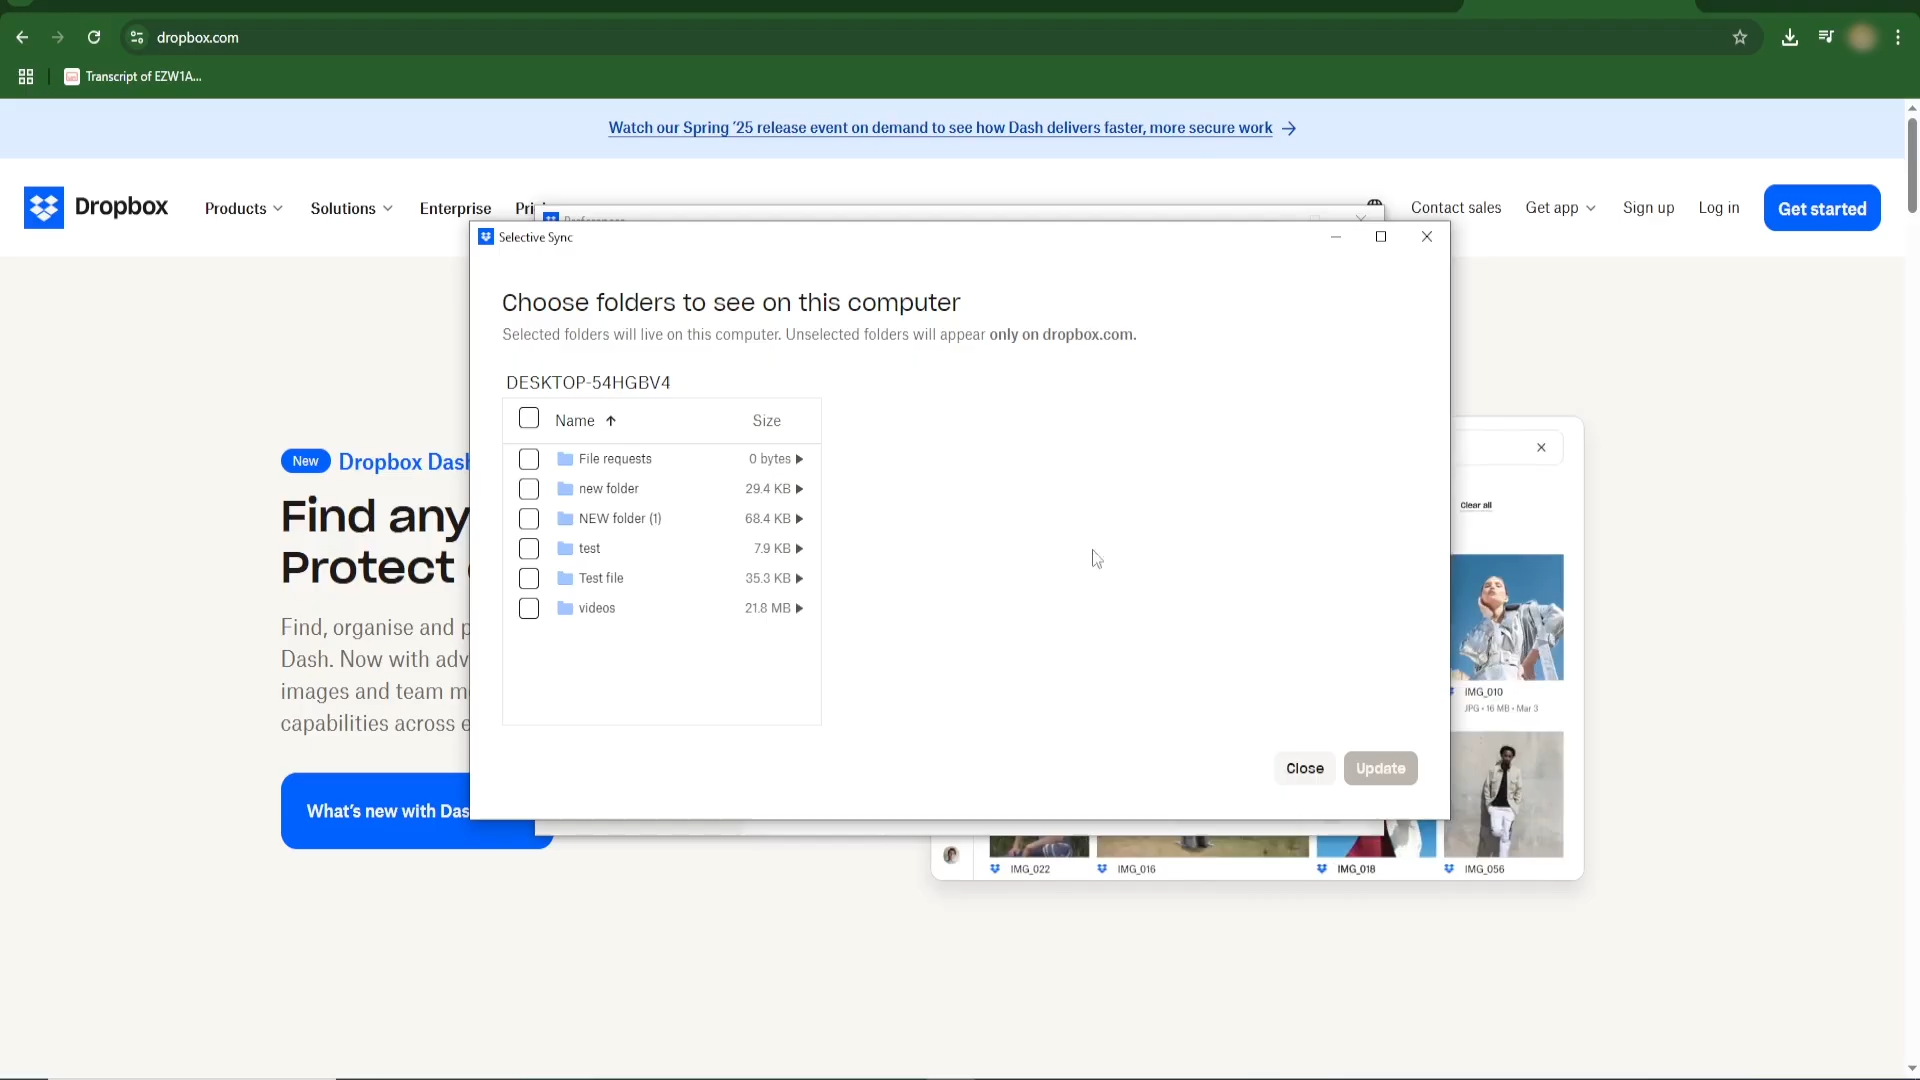 dropbox.com
Transcript of EZW1A...
Watch our Spring '25 release event on demand to see how Dash delivers faster, more secure work →
Dropbox
Products
Solutions
Enterprise
Contact sales
Get app
Sign up
Log in
Get started
Preferences
Selective Sync
Choose folders to see on this computer
Selected folders will live on this computer. Unselected folders will appear only on dropbox.com.
DESKTOP-54HGBV4
Name ↑ Size
File requests 0 bytes
new folder 29.4 KB
NEW folder (1) 68.4 KB
test 7.9 KB
Test file 35.3 KB
videos 21.8 MB
Close
Update
New
Dropbox Dash
Find any
Protect
Find, organise and p
Dash. Now with adv
images and team m
capabilities across e
What's new with Das
Clear all
IMG_010
JPG • 16 MB • Mar 3
IMG_022
IMG_016
IMG_018
IMG_056